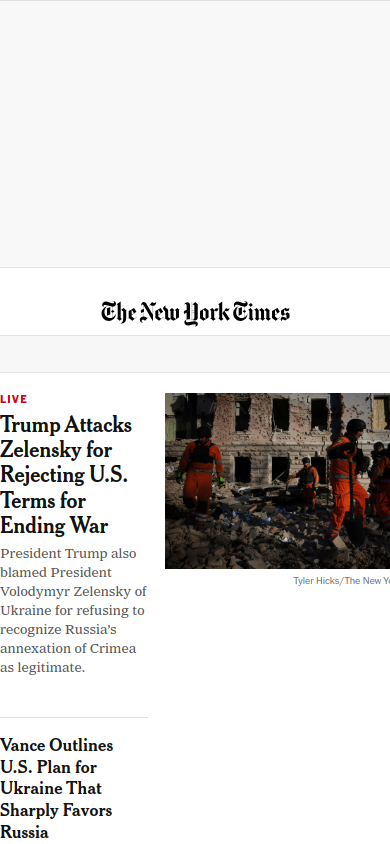 The New York Times
LIVE
Trump Attacks
Zelensky for
Rejecting U.S.
Terms for
Ending War
President Trump also
blamed President
Volodymyr Zelensky of
Ukraine for refusing to
recognize Russia's
annexation of Crimea
as legitimate.
Tyler Hicks/The New Yo
Vance Outlines
U.S. Plan for
Ukraine That
Sharply Favors
Russia